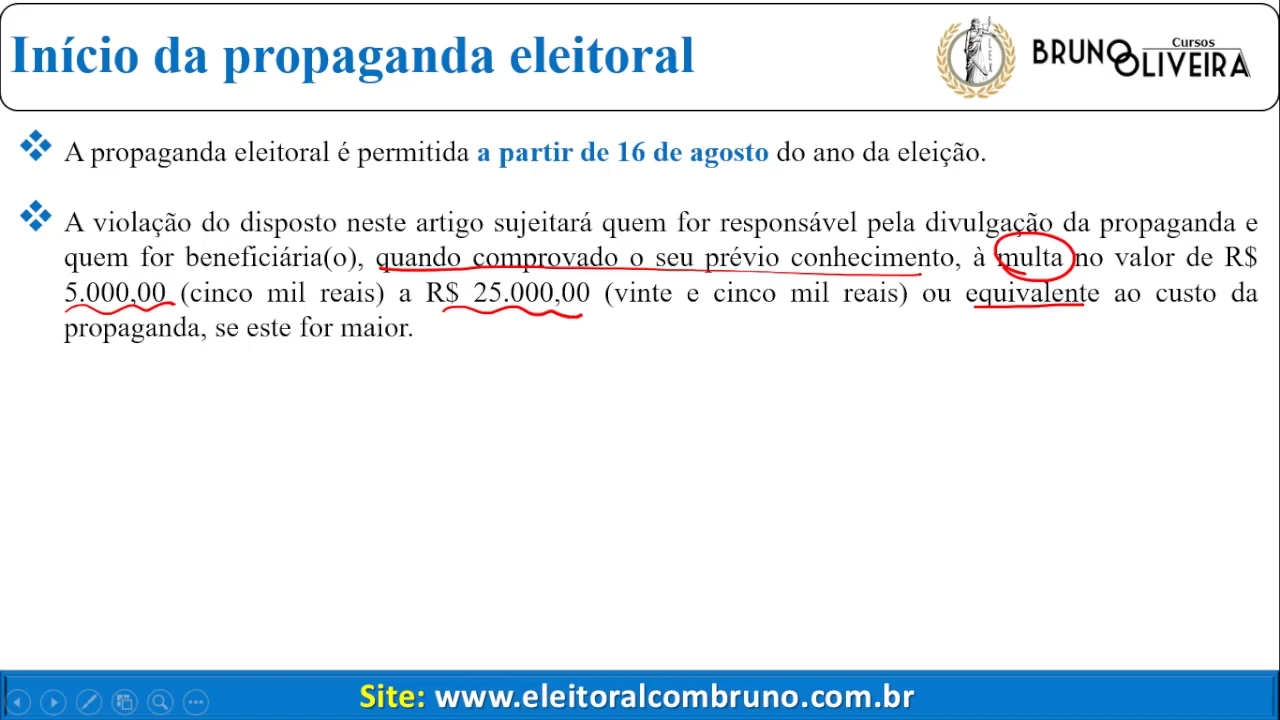 Início da propaganda eleitoral
Cursos
BRUNO OLIVEIRA
A propaganda eleitoral é permitida a partir de 16 de agosto do ano da eleição.
A violação do disposto neste artigo sujeitará quem for responsável pela divulgação da propaganda e
quem for beneficiária(o), quando comprovado o seu prévio conhecimento, à multa no valor de R$
5.000,00 (cinco mil reais) a R$ 25.000,00 (vinte e cinco mil reais) ou equivalente ao custo da
propaganda, se este for maior.
Site: www.eleitoralcombruno.com.br